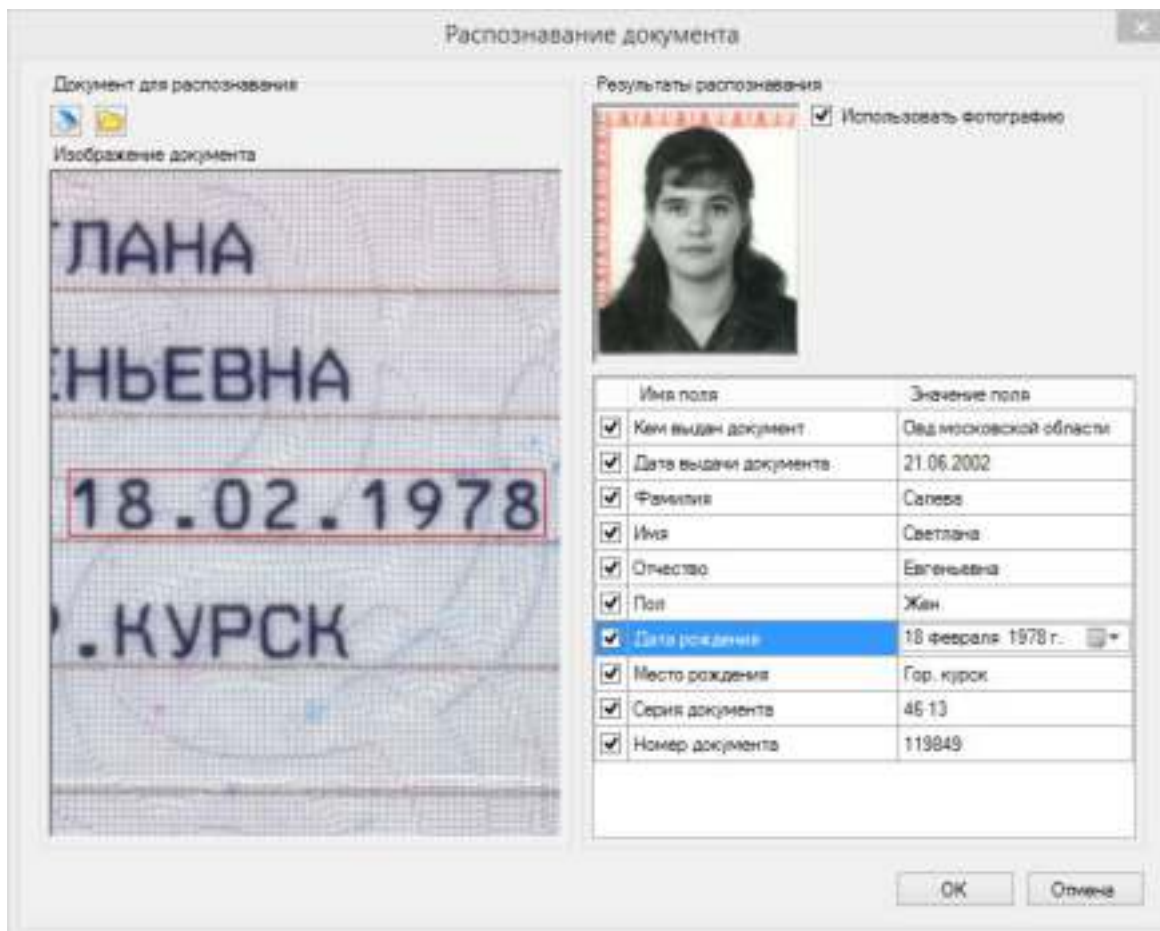 Распознавание документа
Документ для распознавания
Изображение документа
ТЛАНА
ЕНЬЕВНА
18.02.1978
Р.КУРСК
Результаты распознавания
Использовать фотографию
Имя поля Значение поля
Кем выдан документ Овд московской области
Дата выдачи документа 21.06.2002
Фамилия Сапева
Имя Светлана
Отчество Евгеньевна
Пол Жен
Дата рождения 18 февраля 1978 г.
Место рождения Гор. курск
Серия документа 46 13
Номер документа 119849
OK Отмена